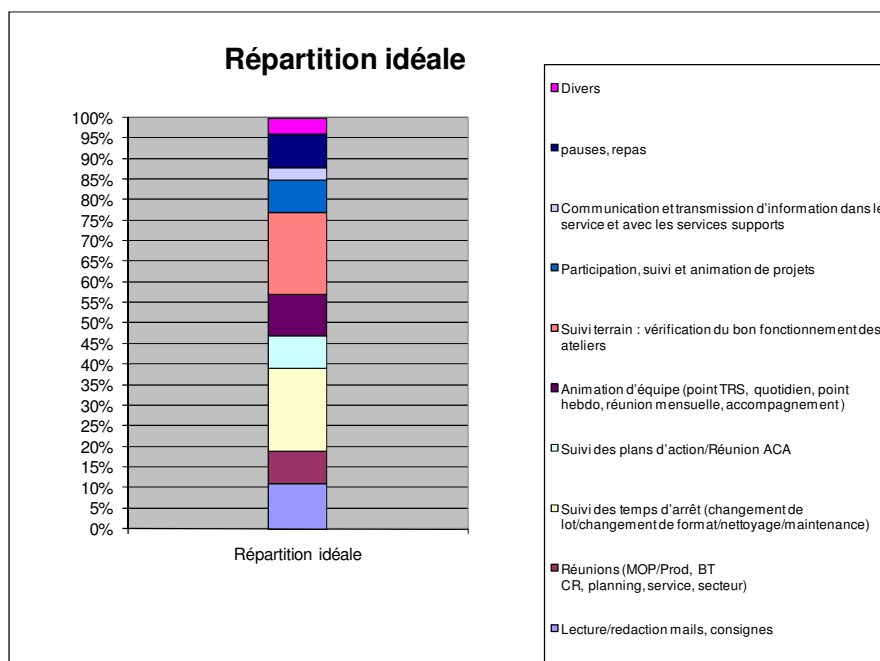 Répartition idéale
100%
95%
90%
85%
80%
75%
70%
65%
60%
55%
50%
45%
40%
35%
30%
25%
20%
15%
10%
5%
0%
Répartition idéale
Divers
pauses, repas
Communication et transmission d'information dans le
service et avec les services supports
Participation, suivi et animation de projets
Suivi terrain : vérification du bon fonctionnement des
ateliers
Animation d'équipe (point TRS, quotidien, point
hebdo, réunion mensuelle, accompagnement)
Suivi des plans d'action/Réunion ACA
Suivi des temps d'arrêt (changement de
lot/changement de format/nettoyage/maintenance)
Réunions (MOP/Prod, BT
CR, planning, service, secteur)
Lecture/redaction mails, consignes